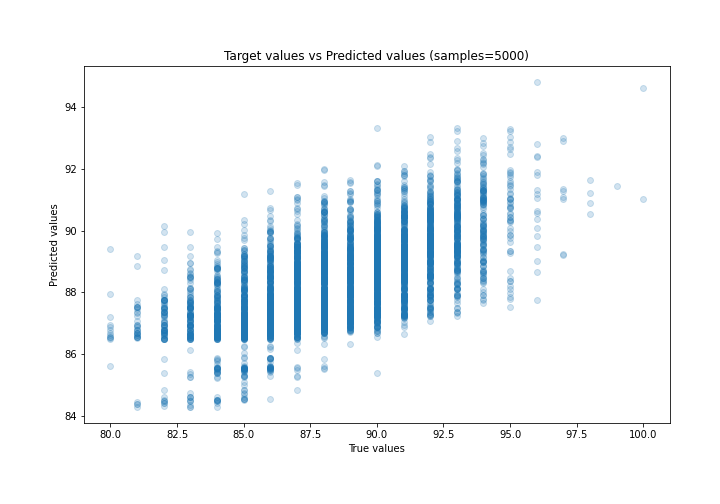 Target values vs Predicted values (samples=5000)
94
92
90
88
86
84
Predicted values
80.0 82.5 85.0 87.5 90.0 92.5 95.0 97.5 100.0
True values